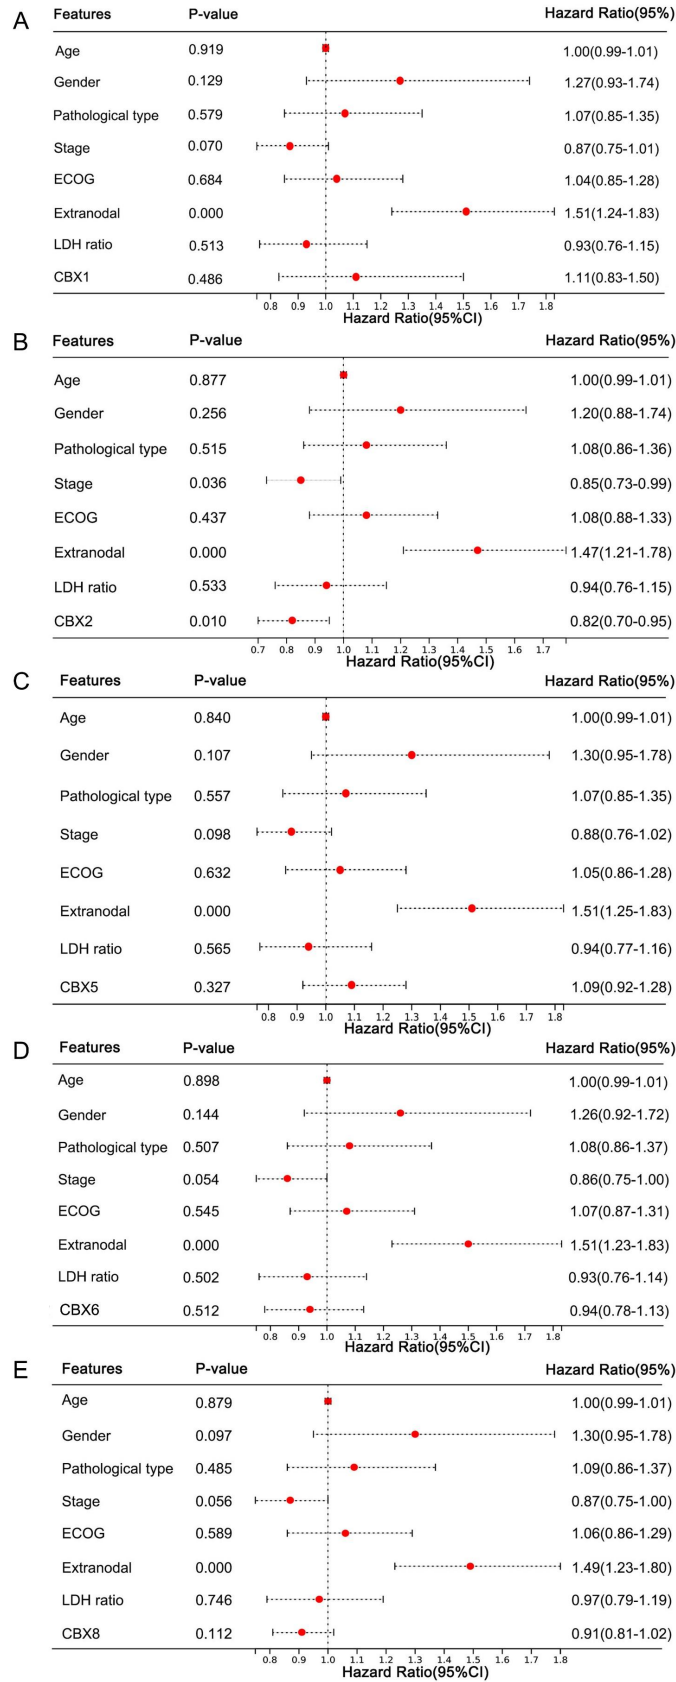 A
Features P-value Hazard Ratio(95%)
Age 0.919 1.00(0.99-1.01)
Gender 0.129 1.27(0.93-1.74)
Pathological type 0.579 1.07(0.85-1.35)
Stage 0.070 0.87(0.75-1.01)
ECOG 0.684 1.04(0.85-1.28)
Extranodal 0.000 1.51(1.24-1.83)
LDH ratio 0.513 0.93(0.76-1.15)
CBX1 0.486 1.11(0.83-1.50)
0.8 0.9 1.0 1.1 1.2 1.3 1.4 1.5 1.6 1.7 1.8
Hazard Ratio(95%CI)
B
Features P-value Hazard Ratio(95%)
Age 0.877 1.00(0.99-1.01)
Gender 0.256 1.20(0.88-1.74)
Pathological type 0.515 1.08(0.86-1.36)
Stage 0.036 0.85(0.73-0.99)
ECOG 0.437 1.08(0.88-1.33)
Extranodal 0.000 1.47(1.21-1.78)
LDH ratio 0.533 0.94(0.76-1.15)
CBX2 0.010 0.82(0.70-0.95)
0.7 0.8 0.9 1.0 1.1 1.2 1.3 1.4 1.5 1.6 1.7
Hazard Ratio(95%CI)
C
Features P-value Hazard Ratio(95%)
Age 0.840 1.00(0.99-1.01)
Gender 0.107 1.30(0.95-1.78)
Pathological type 0.557 1.07(0.85-1.35)
Stage 0.098 0.88(0.76-1.02)
ECOG 0.632 1.05(0.86-1.28)
Extranodal 0.000 1.51(1.25-1.83)
LDH ratio 0.565 0.94(0.77-1.16)
CBX5 0.327 1.09(0.92-1.28)
0.8 0.9 1.0 1.1 1.2 1.3 1.4 1.5 1.6 1.7 1.8
Hazard Ratio(95%CI)
D
Features P-value Hazard Ratio(95%)
Age 0.898 1.00(0.99-1.01)
Gender 0.144 1.26(0.92-1.72)
Pathological type 0.507 1.08(0.86-1.37)
Stage 0.054 0.86(0.75-1.00)
ECOG 0.545 1.07(0.87-1.31)
Extranodal 0.000 1.51(1.23-1.83)
LDH ratio 0.502 0.93(0.76-1.14)
CBX6 0.512 0.94(0.78-1.13)
0.8 0.9 1.0 1.1 1.2 1.3 1.4 1.5 1.6 1.7 1.8
Hazard Ratio(95%CI)
E
Features P-value Hazard Ratio(95%)
Age 0.879 1.00(0.99-1.01)
Gender 0.097 1.30(0.95-1.78)
Pathological type 0.485 1.09(0.86-1.37)
Stage 0.056 0.87(0.75-1.00)
ECOG 0.589 1.06(0.86-1.29)
Extranodal 0.000 1.49(1.23-1.80)
LDH ratio 0.746 0.97(0.79-1.19)
CBX8 0.112 0.91(0.81-1.02)
0.8 0.9 1.0 1.1 1.2 1.3 1.4 1.5 1.6 1.7 1.8
Hazard Ratio(95%CI)